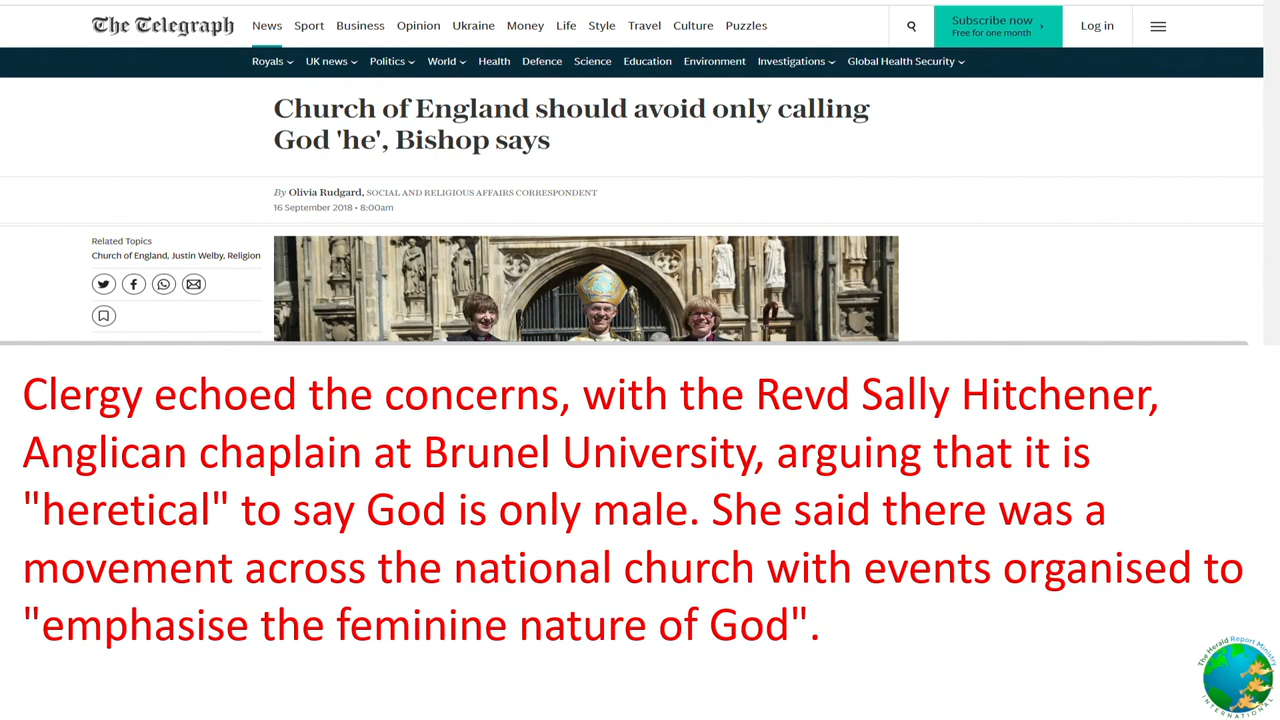 The Telegraph
News Sport Business Opinion Ukraine Money Life Style Travel Culture Puzzles
Subscribe now
Free for one month
Log in
Royals UK news Politics World Health Defence Science Education Environment Investigations Global Health Security
Church of England should avoid only calling
God 'he', Bishop says
By Olivia Rudgard, SOCIAL AND RELIGIOUS AFFAIRS CORRESPONDENT
16 September 2018 • 8:00am
Related Topics
Church of England, Justin Welby, Religion
Clergy echoed the concerns, with the Revd Sally Hitchener,
Anglican chaplain at Brunel University, arguing that it is
"heretical" to say God is only male. She said there was a
movement across the national church with events organised to
"emphasise the feminine nature of God".
The Herald Report Ministry
INTERNATIONAL